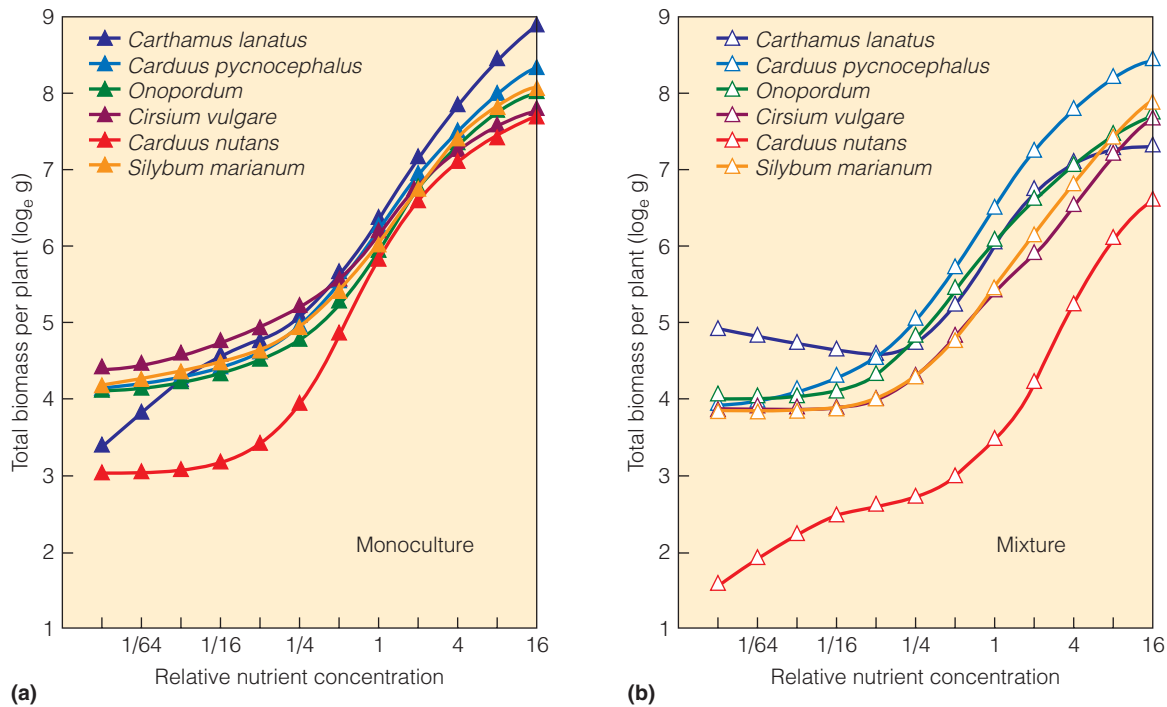 9
8
7
6
5
4
3
2
1
Total biomass per plant (logₑ g)
Carthamus lanatus
Carduus pycnocephalus
Onopordum
Cirsium vulgare
Carduus nutans
Silybum marianum
Monoculture
1/64 1/16 1/4 1 4 16
Relative nutrient concentration
(a)
9
8
7
6
5
4
3
2
1
Total biomass per plant (logₑ g)
Carthamus lanatus
Carduus pycnocephalus
Onopordum
Cirsium vulgare
Carduus nutans
Silybum marianum
Mixture
1/64 1/16 1/4 1 4 16
Relative nutrient concentration
(b)